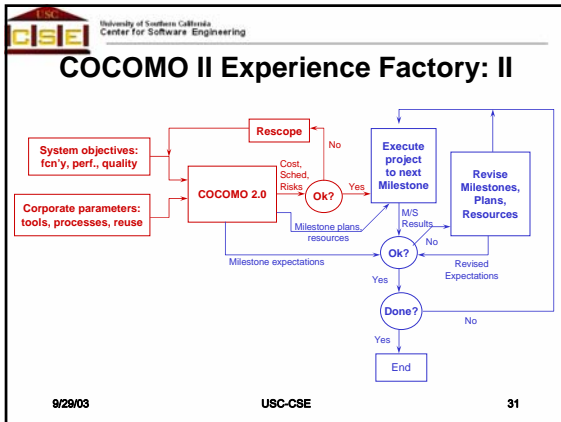 USC
C S E
University of Southern California
Center for Software Engineering
COCOMO II Experience Factory: II
Rescope
No
System objectives:
fcn'y, perf., quality
Corporate parameters:
tools, processes, reuse
COCOMO 2.0
Cost,
Sched,
Risks
Ok?
Yes
Execute
project
to next
Milestone
Revise
Milestones,
Plans,
Resources
M/S
Results
Milestone plans,
resources
Milestone expectations
Ok?
No
Revised
Expectations
Yes
Done?
No
Yes
End
9/29/03
USC-CSE
31